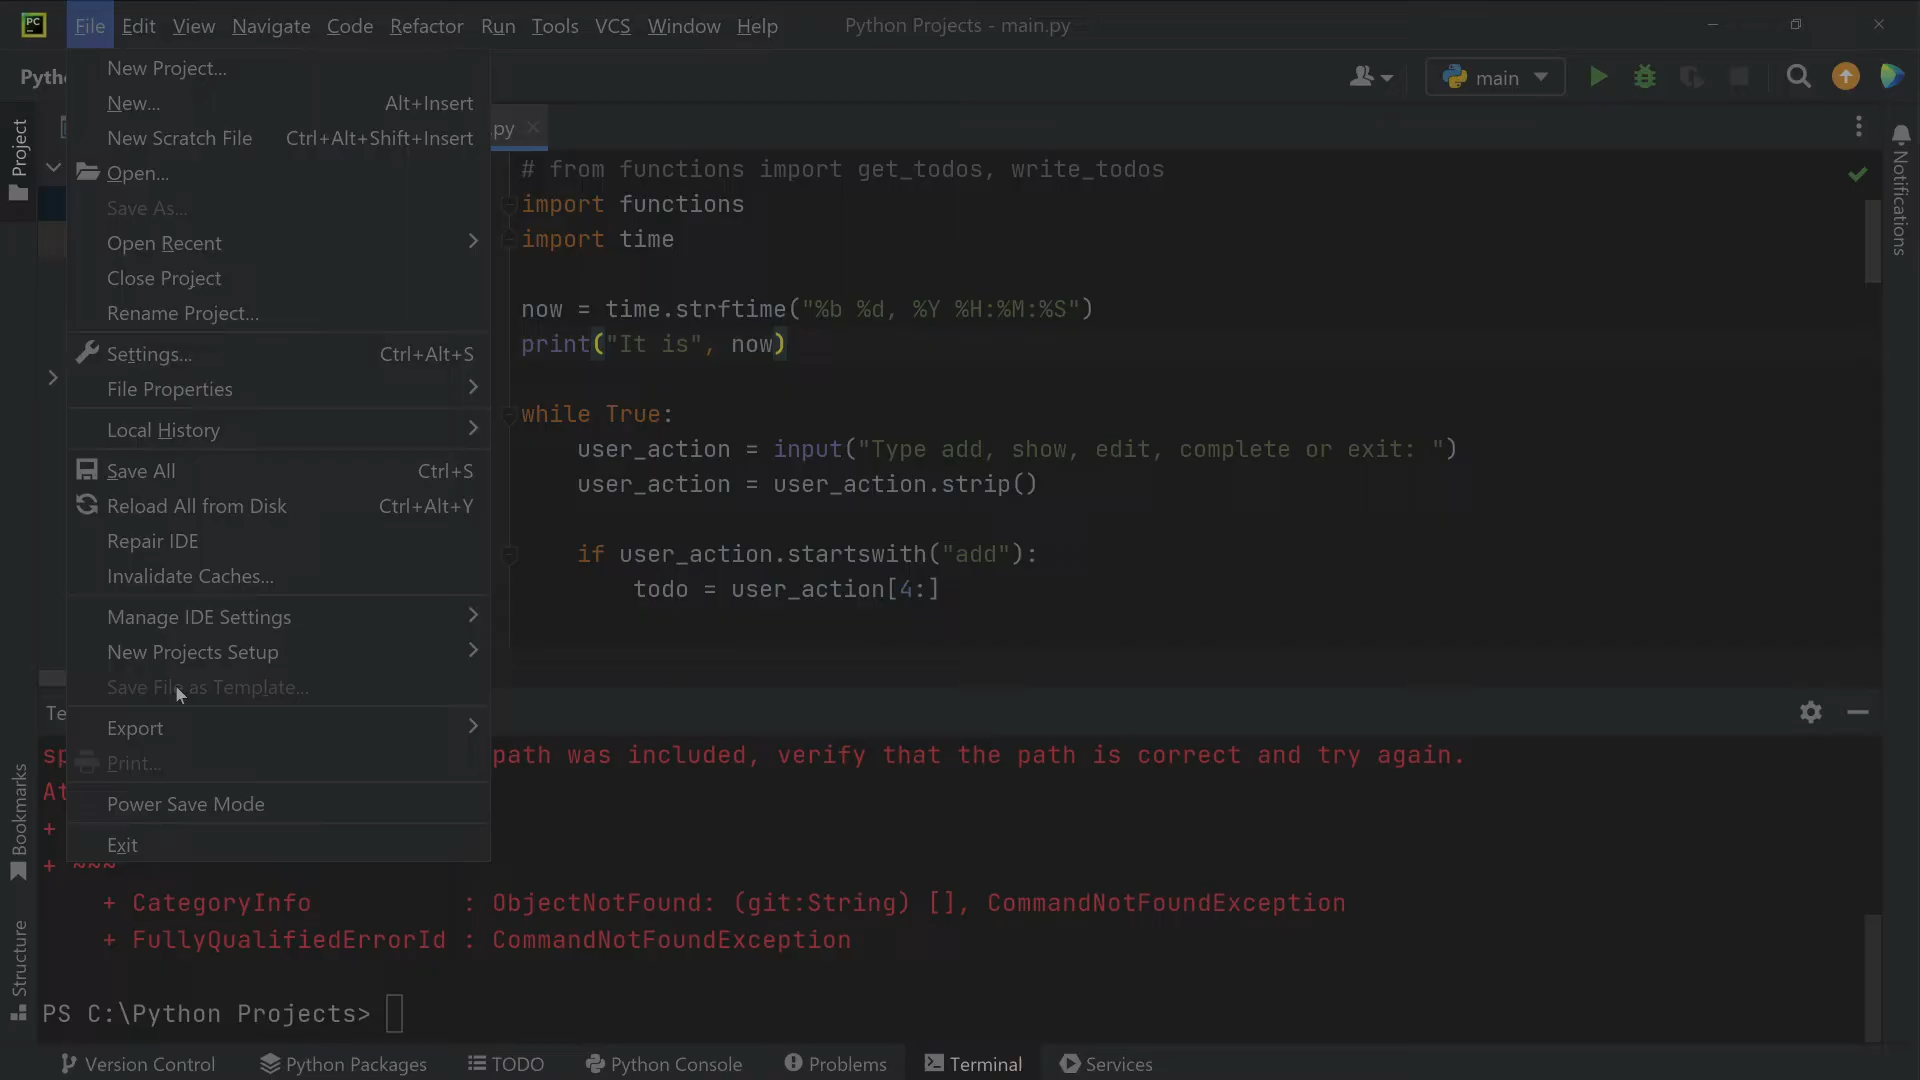 PC File Edit View Navigate Code Refactor Run Tools VCS Window Help Python Projects - main.py
main
New Project...
New... Alt+Insert
New Scratch File Ctrl+Alt+Shift+Insert
Open...
Save As...
Open Recent
Close Project
Rename Project...
Settings... Ctrl+Alt+S
File Properties
Local History
Save All Ctrl+S
Reload All from Disk Ctrl+Alt+Y
Repair IDE
Invalidate Caches...
Manage IDE Settings
New Projects Setup
Save File as Template...
Export
Print...
Power Save Mode
Exit
Project
Bookmarks
Structure
Notifications
.py
# from functions import get_todos, write_todos
import functions
import time
now = time.strftime("%b %d, %Y %H:%M:%S")
print("It is", now)
while True:
user_action = input("Type add, show, edit, complete or exit: ")
user_action = user_action.strip()
if user_action.startswith("add"):
todo = user_action[4:]
path was included, verify that the path is correct and try again.
At
+
+ ~~~
+ CategoryInfo : ObjectNotFound: (git:String) [], CommandNotFoundException
+ FullyQualifiedErrorId : CommandNotFoundException
PS C:\Python Projects>
Version Control Python Packages TODO Python Console Problems Terminal Services